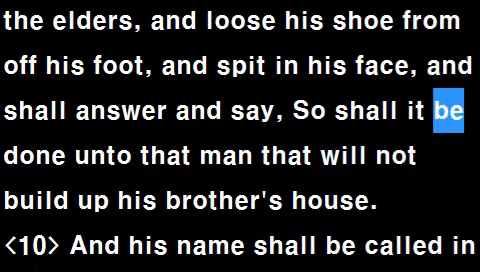 the elders, and loose his shoe from
off his foot, and spit in his face, and
shall answer and say, So shall it be
done unto that man that will not
build up his brother's house.
<10> And his name shall be called in